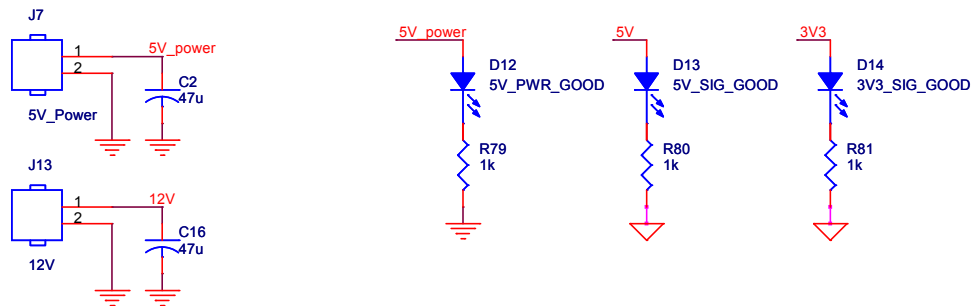 J7
1
2
5V_power
C2
47u
5V_Power
J13
1
2
12V
C16
47u
12V
5V_power
D12
5V_PWR_GOOD
R79
1k
5V
D13
5V_SIG_GOOD
R80
1k
3V3
D14
3V3_SIG_GOOD
R81
1k